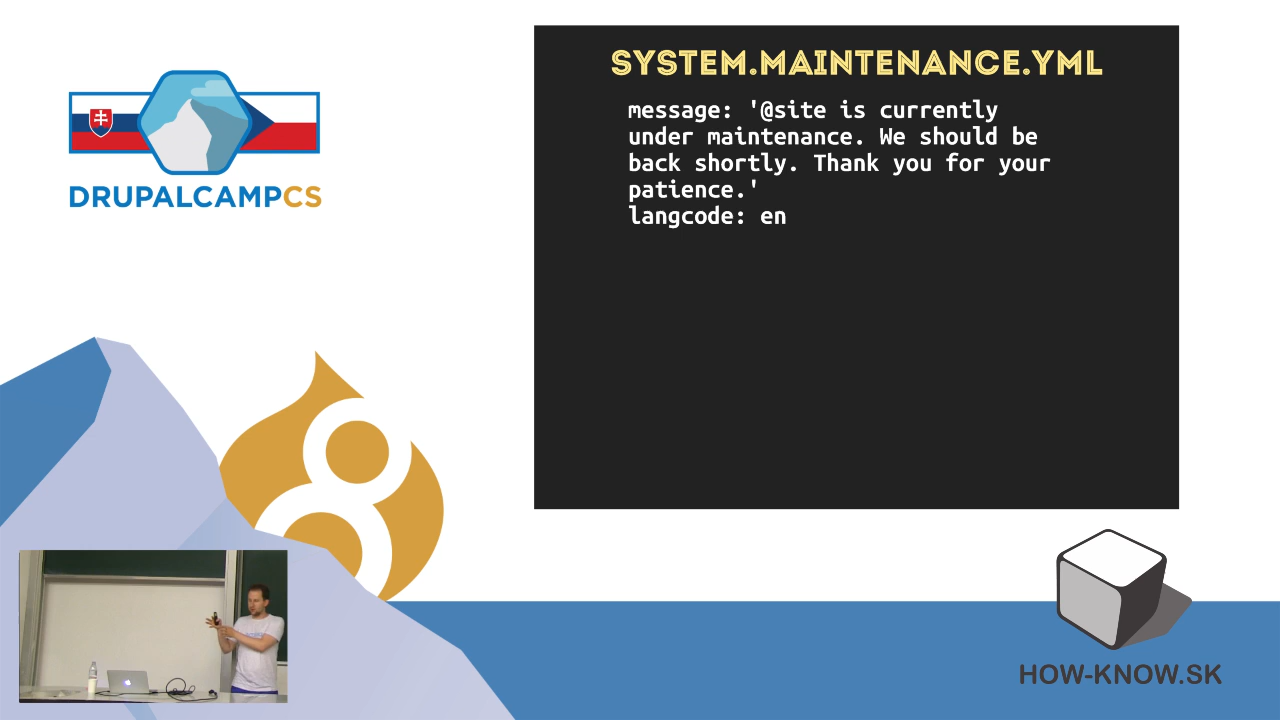 DRUPALCAMPCS
SYSTEM.MAINTENANCE.YML
message: '@site is currently
under maintenance. We should be
back shortly. Thank you for your
patience.'
langcode: en
8
HOW-KNOW.SK